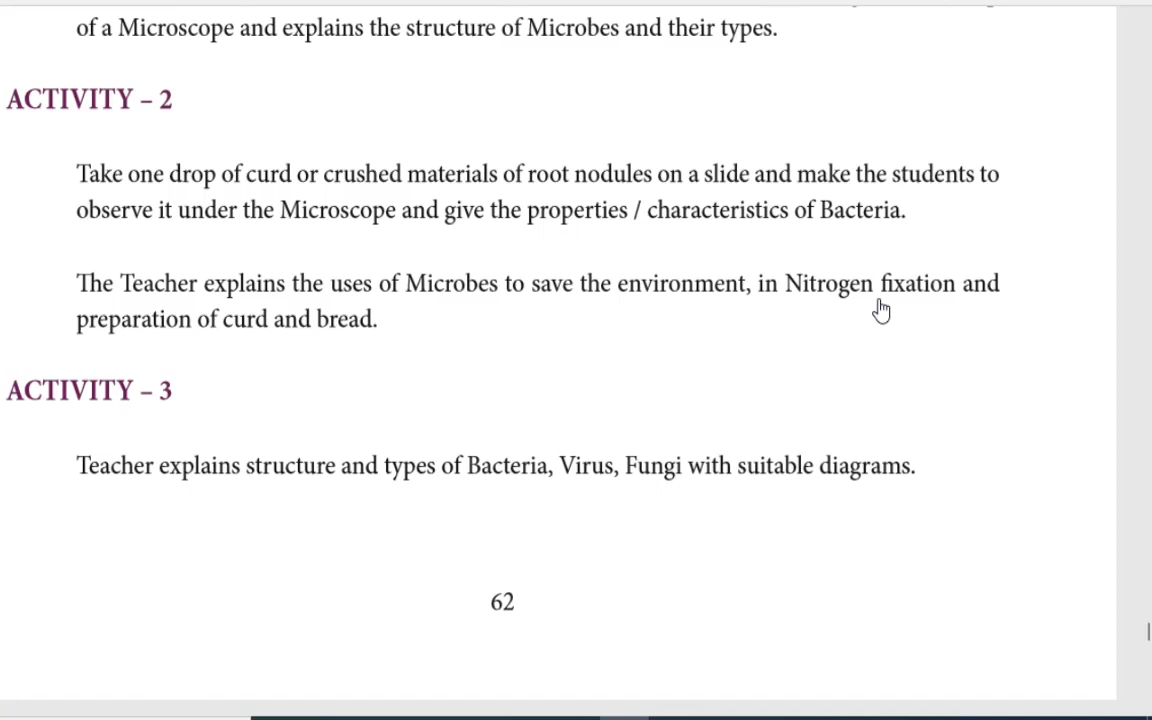 of a Microscope and explains the structure of Microbes and their types.
ACTIVITY – 2
Take one drop of curd or crushed materials of root nodules on a slide and make the students to
observe it under the Microscope and give the properties / characteristics of Bacteria.
The Teacher explains the uses of Microbes to save the environment, in Nitrogen fixation and
preparation of curd and bread.
ACTIVITY – 3
Teacher explains structure and types of Bacteria, Virus, Fungi with suitable diagrams.
62